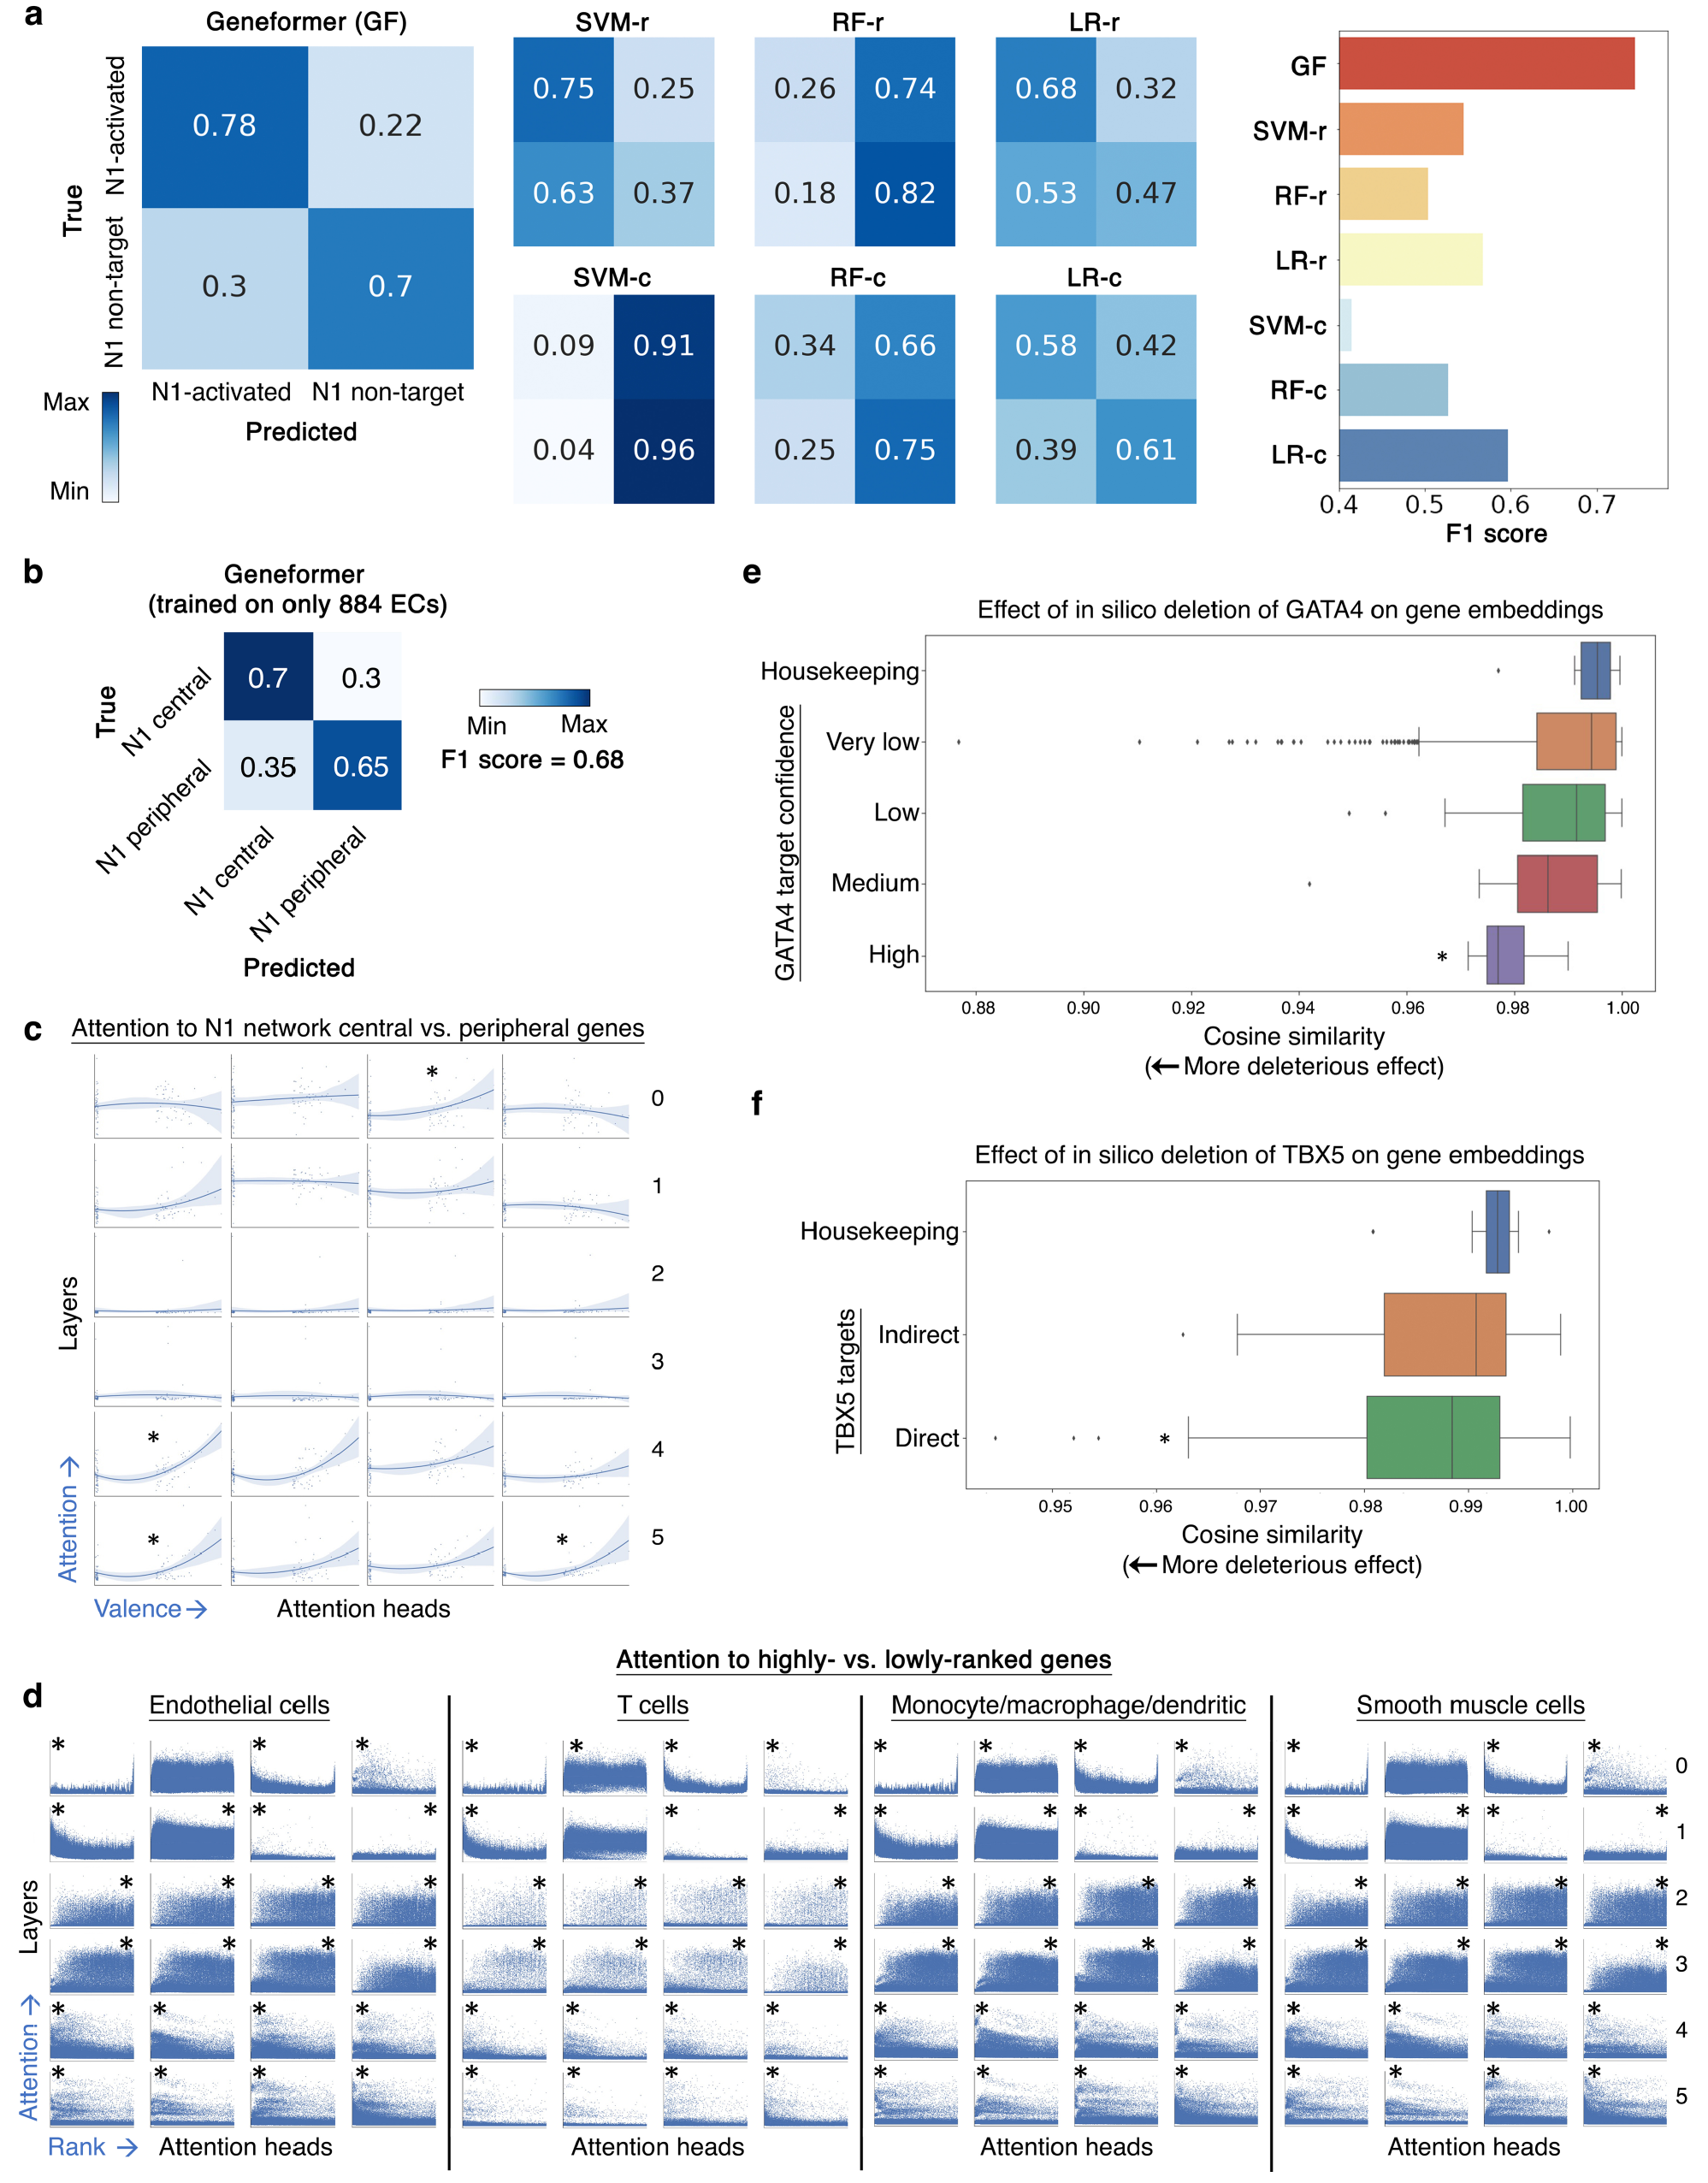 a
Geneformer (GF)
True
N1-activated
N1 non-target
0.78
0.22
0.3
0.7
N1-activated
N1 non-target
Predicted
Max
Min
SVM-r
0.75
0.25
0.63
0.37
RF-r
0.26
0.74
0.18
0.82
LR-r
0.68
0.32
0.53
0.47
SVM-c
0.09
0.91
0.04
0.96
RF-c
0.34
0.66
0.25
0.75
LR-c
0.58
0.42
0.39
0.61
GF
SVM-r
RF-r
LR-r
SVM-c
RF-c
LR-c
0.4
0.5
0.6
0.7
F1 score
b
Geneformer
(trained on only 884 ECs)
True
N1 central
N1 peripheral
0.7
0.3
0.35
0.65
N1 central
N1 peripheral
Predicted
Min
Max
F1 score = 0.68
c
Attention to N1 network central vs. peripheral genes
*
0
1
2
3
*
4
*
*
5
Layers
Attention →
Valence →
Attention heads
e
Effect of in silico deletion of GATA4 on gene embeddings
GATA4 target confidence
Housekeeping
Very low
Low
Medium
High
*
0.88
0.90
0.92
0.94
0.96
0.98
1.00
Cosine similarity
(← More deleterious effect)
f
Effect of in silico deletion of TBX5 on gene embeddings
TBX5 targets
Housekeeping
Indirect
Direct
*
0.95
0.96
0.97
0.98
0.99
1.00
Cosine similarity
(← More deleterious effect)
Attention to highly- vs. lowly-ranked genes
d
Endothelial cells
T cells
Monocyte/macrophage/dendritic
Smooth muscle cells
* * * * * * * * * * * * * * 0
* * * * * * * * * * * * * 1
* * * * * * * * * * * * * * * * 2
* * * * * * * * * * * * * * * * 3
* * * * * * * * * * * * * * * * 4
* * * * * * * * * * * * * * * * 5
Layers
Attention →
Rank →
Attention heads
Attention heads
Attention heads
Attention heads